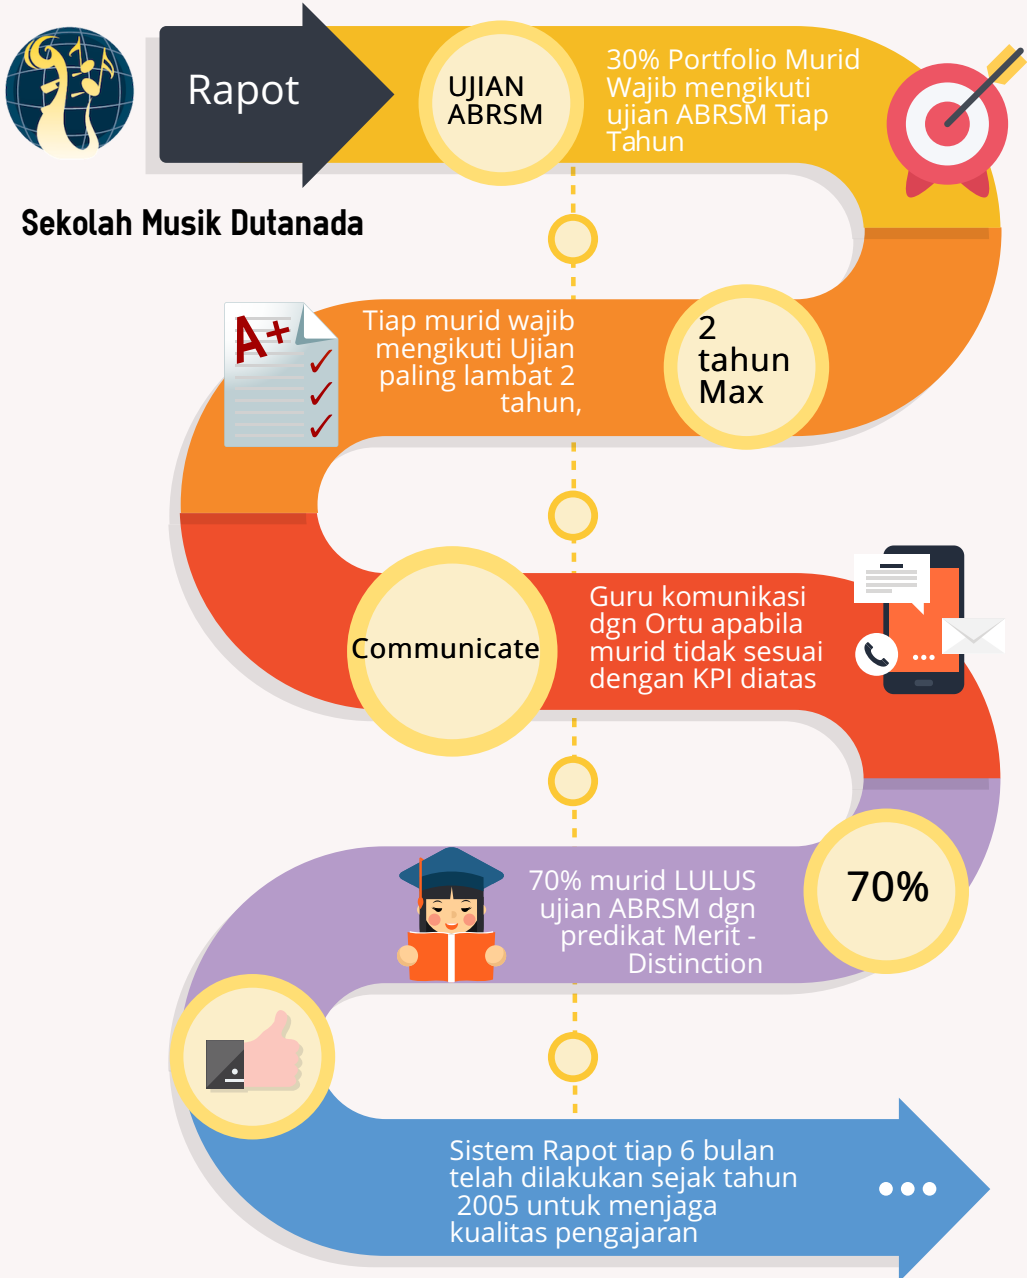 Rapot
UJIAN
ABRSM
30% Portfolio Murid
Wajib mengikuti
ujian ABRSM Tiap
Tahun
Sekolah Musik Dutanada
A+
Tiap murid wajib
mengikuti Ujian
paling lambat 2
tahun,
2
tahun
Max
Communicate
Guru komunikasi
dgn Ortu apabila
murid tidak sesuai
dengan KPI diatas
70% murid LULUS
ujian ABRSM dgn
predikat Merit -
Distinction
70%
Sistem Rapot tiap 6 bulan
telah dilakukan sejak tahun
2005 untuk menjaga
kualitas pengajaran